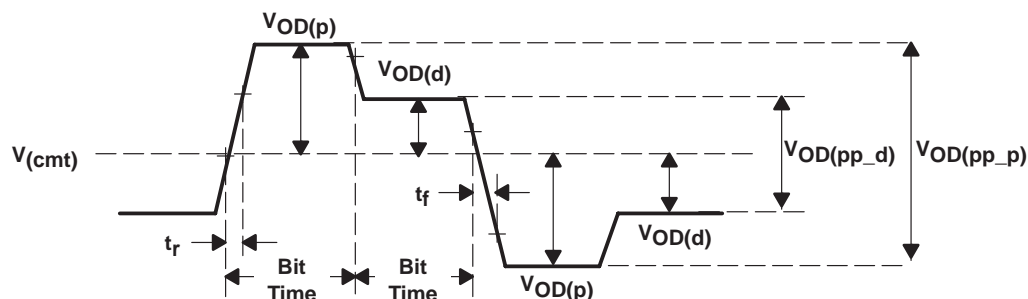 VOD(p)
VOD(d)
V(cmt)
VOD(pp_d)
VOD(pp_p)
tf
tr
VOD(d)
Bit
Time
Bit
Time
VOD(p)